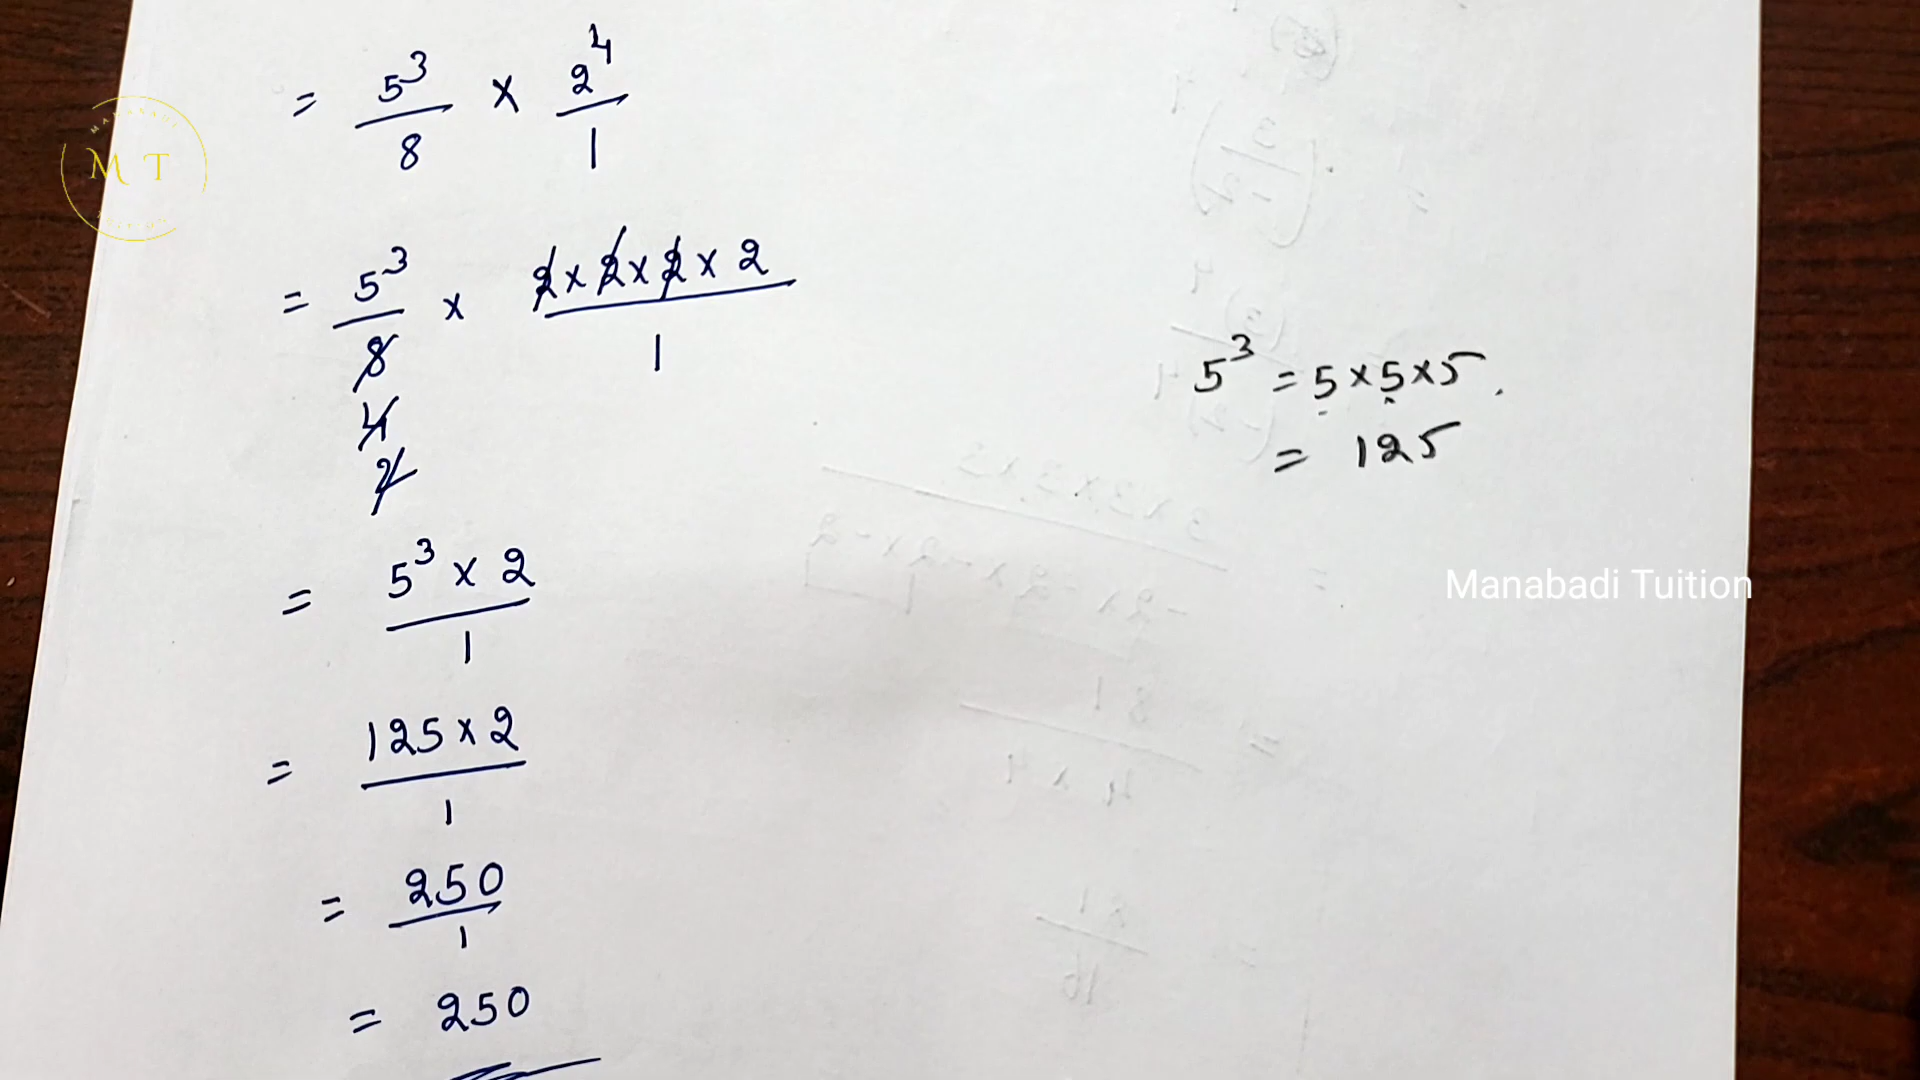 = 5³/8 × 2⁴/1
= 5³/8 × 2×2×2×2/1
4
2
= 5³ × 2/1
= 125 × 2/1
= 250/1
= 250
5³ = 5×5×5.
= 125
M T
Manabadi Tuition